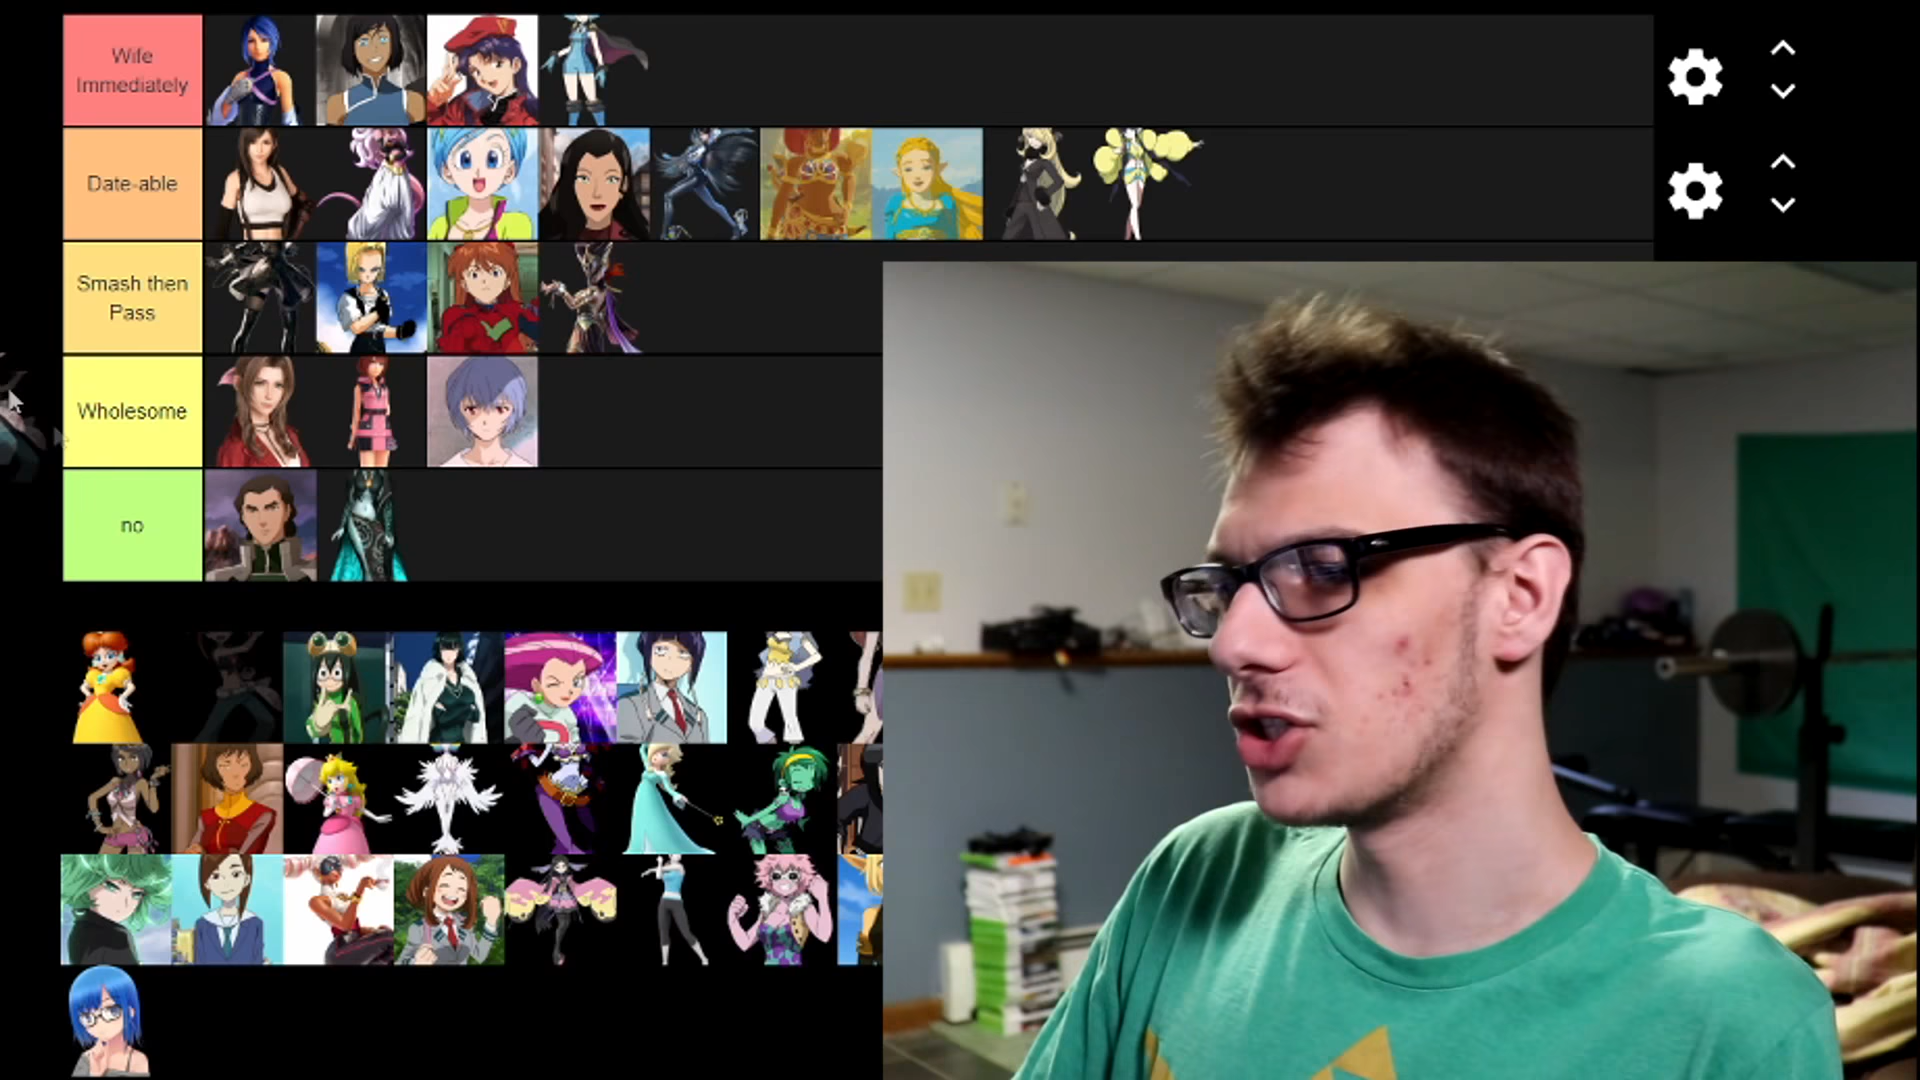 Wife
Immediately
Date-able
Smash then
Pass
Wholesome
no